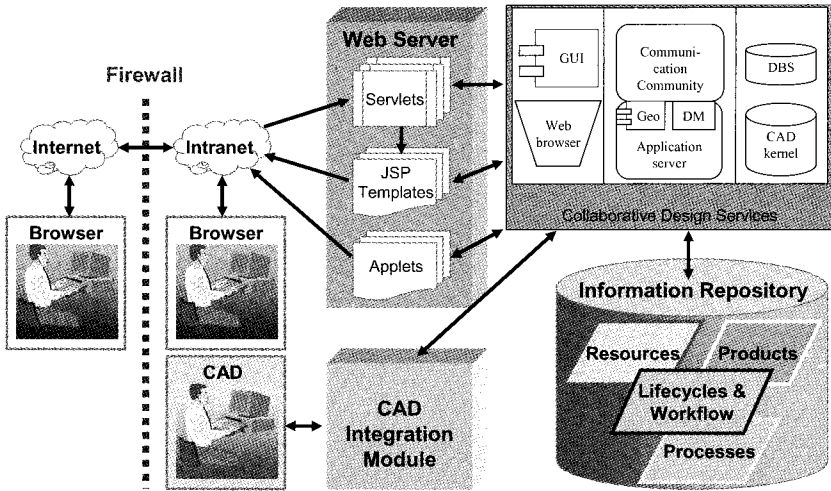 Firewall
Internet
Intranet
Browser
Browser
CAD
Web Server
Servlets
JSP
Templates
Applets
CAD
Integration
Module
GUI
Web
browser
Communi-
cation
Community
Geo
DM
Application
server
DBS
CAD
kernel
Collaborative Design Services
Information Repository
Resources
Products
Lifecycles &
Workflow
Processes